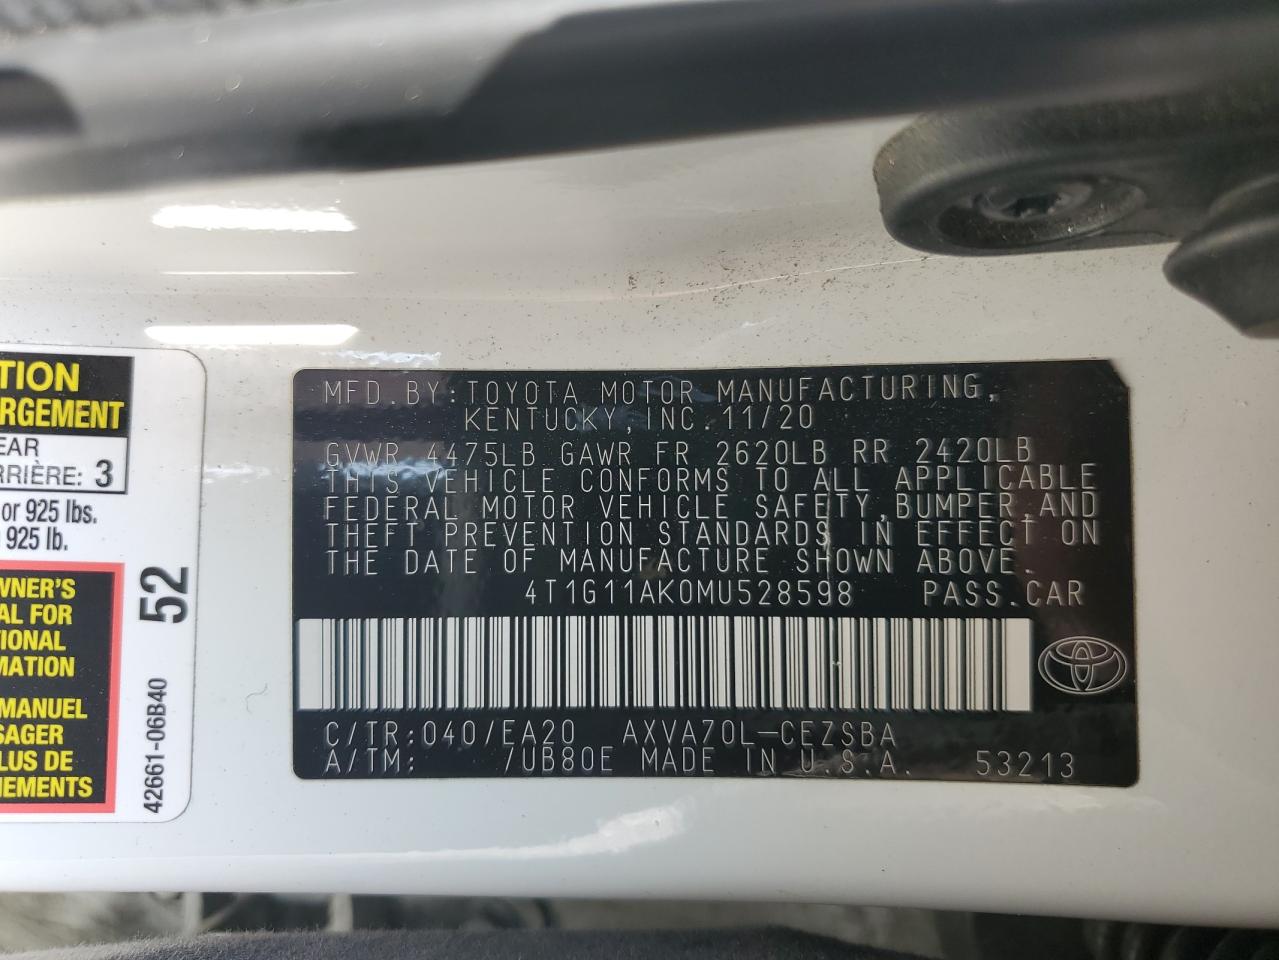 TION
RGEMENT
EAR
RRIÈRE: 3
or 925 lbs.
925 lb.
WNER'S
AL FOR
TIONAL
MATION
MANUEL
SAGER
LUS DE
NEMENTS
52
42661-06B40
MFD.BY:TOYOTA MOTOR MANUFACTURING,
KENTUCKY,INC.11/20
GVWR 4475LB GAWR FR 2620LB RR 2420LB
THIS VEHICLE CONFORMS TO ALL APPLICABLE
FEDERAL MOTOR VEHICLE SAFETY,BUMPER,AND
THEFT PREVENTION STANDARDS IN EFFECT ON
THE DATE OF MANUFACTURE SHOWN ABOVE.
4T1G11AK0MU528598 PASS.CAR
C/TR:040/EA20 AXVA70L-CEZSBA
A/TM: /UB80E MADE IN U.S.A. 53213